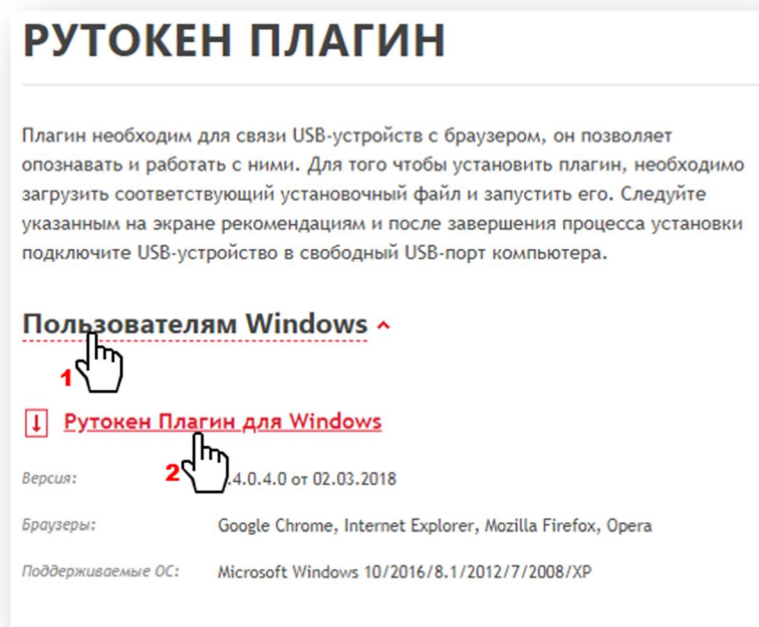 РУТОКЕН ПЛАГИН
Плагин необходим для связи USB-устройств с браузером, он позволяет
опознавать и работать с ними. Для того чтобы установить плагин, необходимо
загрузить соответствующий установочный файл и запустить его. Следуйте
указанным на экране рекомендациям и после завершения процесса установки
подключите USB-устройство в свободный USB-порт компьютера.
Пользователям Windows
1
Рутокен Плагин для Windows
2
Версия: .4.0.4.0 от 02.03.2018
Браузеры: Google Chrome, Internet Explorer, Mozilla Firefox, Opera
Поддерживаемые ОС: Microsoft Windows 10/2016/8.1/2012/7/2008/XP